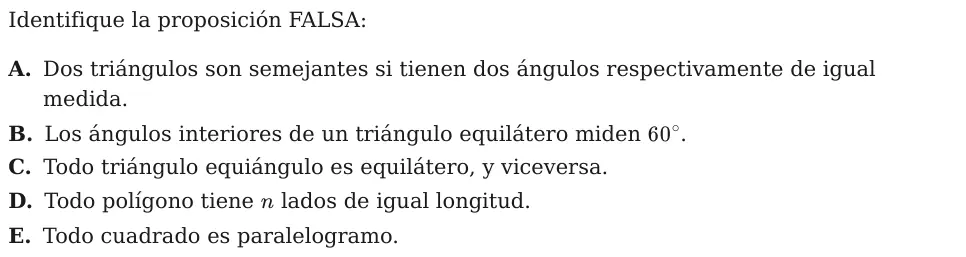 Identifique la proposición FALSA:
A. Dos triángulos son semejantes si tienen dos ángulos respectivamente de igual
medida.
B. Los ángulos interiores de un triángulo equilátero miden 60°.
C. Todo triángulo equiángulo es equilátero, y viceversa.
D. Todo polígono tiene n lados de igual longitud.
E. Todo cuadrado es paralelogramo.